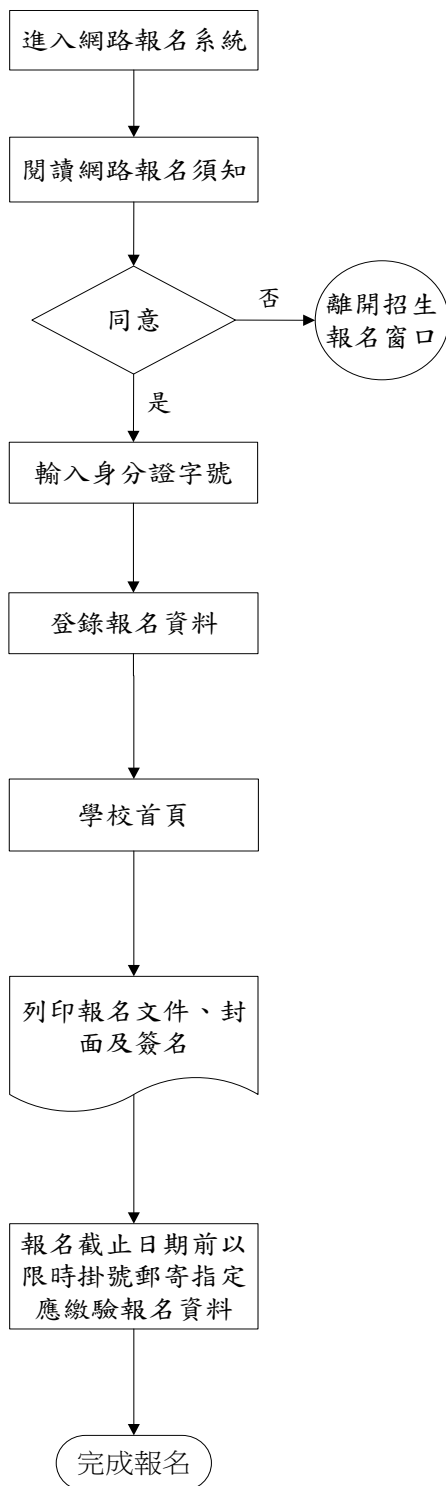 進入網路報名系統
閱讀網路報名須知
同意
否
離開招生
報名窗口
是
輸入身分證字號
登錄報名資料
學校首頁
列印報名文件、封
面及簽名
報名截止日期前以
限時掛號郵寄指定
應繳驗報名資料
完成報名